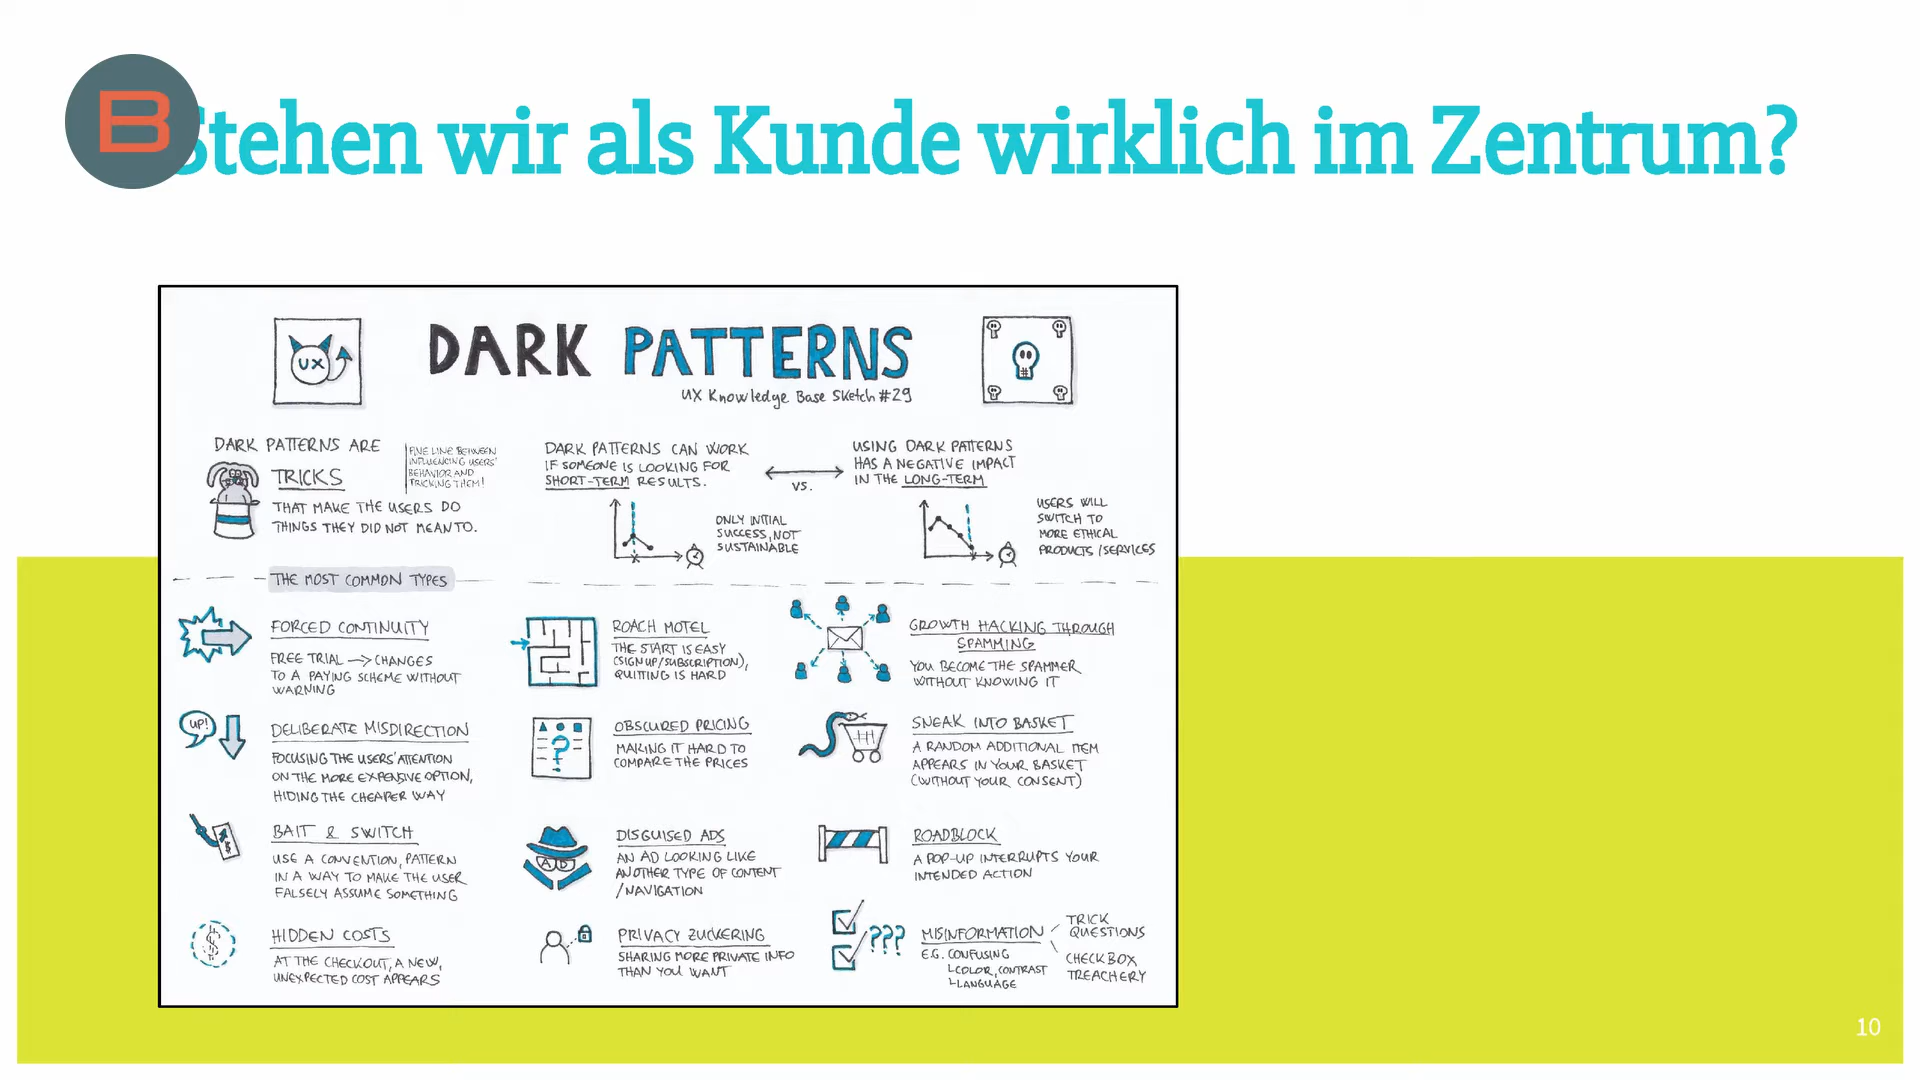 B
Stehen wir als Kunde wirklich im Zentrum?
UX
DARK PATTERNS
UX Knowledge Base Sketch #29
DARK PATTERNS ARE
TRICKS
THAT MAKE THE USERS DO
THINGS THEY DID NOT MEAN TO.
FINE LINE BETWEEN
INFLUENCING USERS'
BEHAVIOR AND
TRICKING THEM!
DARK PATTERNS CAN WORK
IF SOMEONE IS LOOKING FOR
SHORT-TERM RESULTS.
VS.
USING DARK PATTERNS
HAS A NEGATIVE IMPACT
IN THE LONG-TERM
ONLY INITIAL
SUCCESS, NOT
SUSTAINABLE
USERS WILL
SWITCH TO
MORE ETHICAL
PRODUCTS/SERVICES
THE MOST COMMON TYPES
FORCED CONTINUITY
FREE TRIAL → CHANGES
TO A PAYING SCHEME WITHOUT
WARNING
ROACH MOTEL
THE START IS EASY
(SIGN UP/SUBSCRIPTION),
QUITTING IS HARD
GROWTH HACKING THROUGH
SPAMMING
YOU BECOME THE SPAMMER
WITHOUT KNOWING IT
UP!
DELIBERATE MISDIRECTION
FOCUSING THE USERS' ATTENTION
ON THE MORE EXPENSIVE OPTION,
HIDING THE CHEAPER WAY
?
OBSCURED PRICING
MAKING IT HARD TO
COMPARE THE PRICES
SNEAK INTO BASKET
A RANDOM ADDITIONAL ITEM
APPEARS IN YOUR BASKET
(WITHOUT YOUR CONSENT)
$
BAIT & SWITCH
USE A CONVENTION, PATTERN
IN A WAY TO MAKE THE USER
FALSELY ASSUME SOMETHING
AD
DISGUISED ADS
AN AD LOOKING LIKE
ANOTHER TYPE OF CONTENT
/NAVIGATION
ROADBLOCK
A POP-UP INTERRUPTS YOUR
INTENDED ACTION
$
HIDDEN COSTS
AT THE CHECKOUT, A NEW,
UNEXPECTED COST APPEARS
PRIVACY ZUCKERING
SHARING MORE PRIVATE INFO
THAN YOU WANT
???
MISINFORMATION
E.G. CONFUSING
COLOR, CONTRAST
LANGUAGE
TRICK
QUESTIONS
CHECKBOX
TREACHERY
10